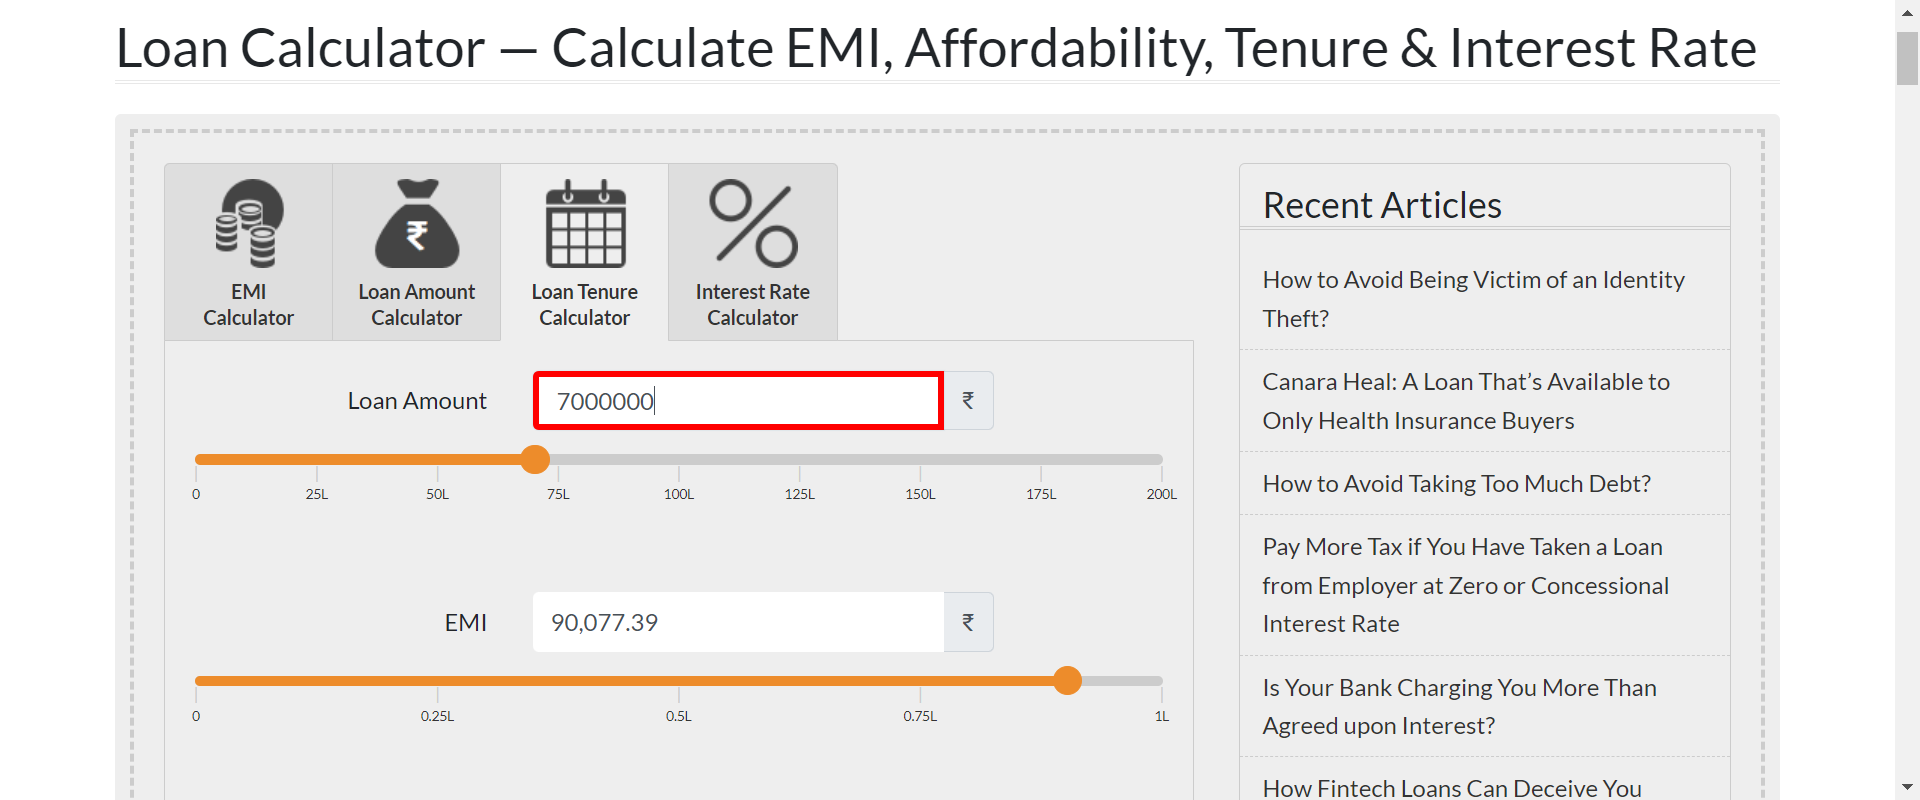 Loan Calculator — Calculate EMI, Affordability, Tenure & Interest Rate
EMI
Calculator
₹
Loan Amount
Calculator
Loan Tenure
Calculator
Interest Rate
Calculator
Loan Amount
7000000
₹
0 25L 50L 75L 100L 125L 150L 175L 200L
EMI
90,077.39
₹
0 0.25L 0.5L 0.75L 1L
Recent Articles
How to Avoid Being Victim of an Identity
Theft?
Canara Heal: A Loan That’s Available to
Only Health Insurance Buyers
How to Avoid Taking Too Much Debt?
Pay More Tax if You Have Taken a Loan
from Employer at Zero or Concessional
Interest Rate
Is Your Bank Charging You More Than
Agreed upon Interest?
How Fintech Loans Can Deceive You